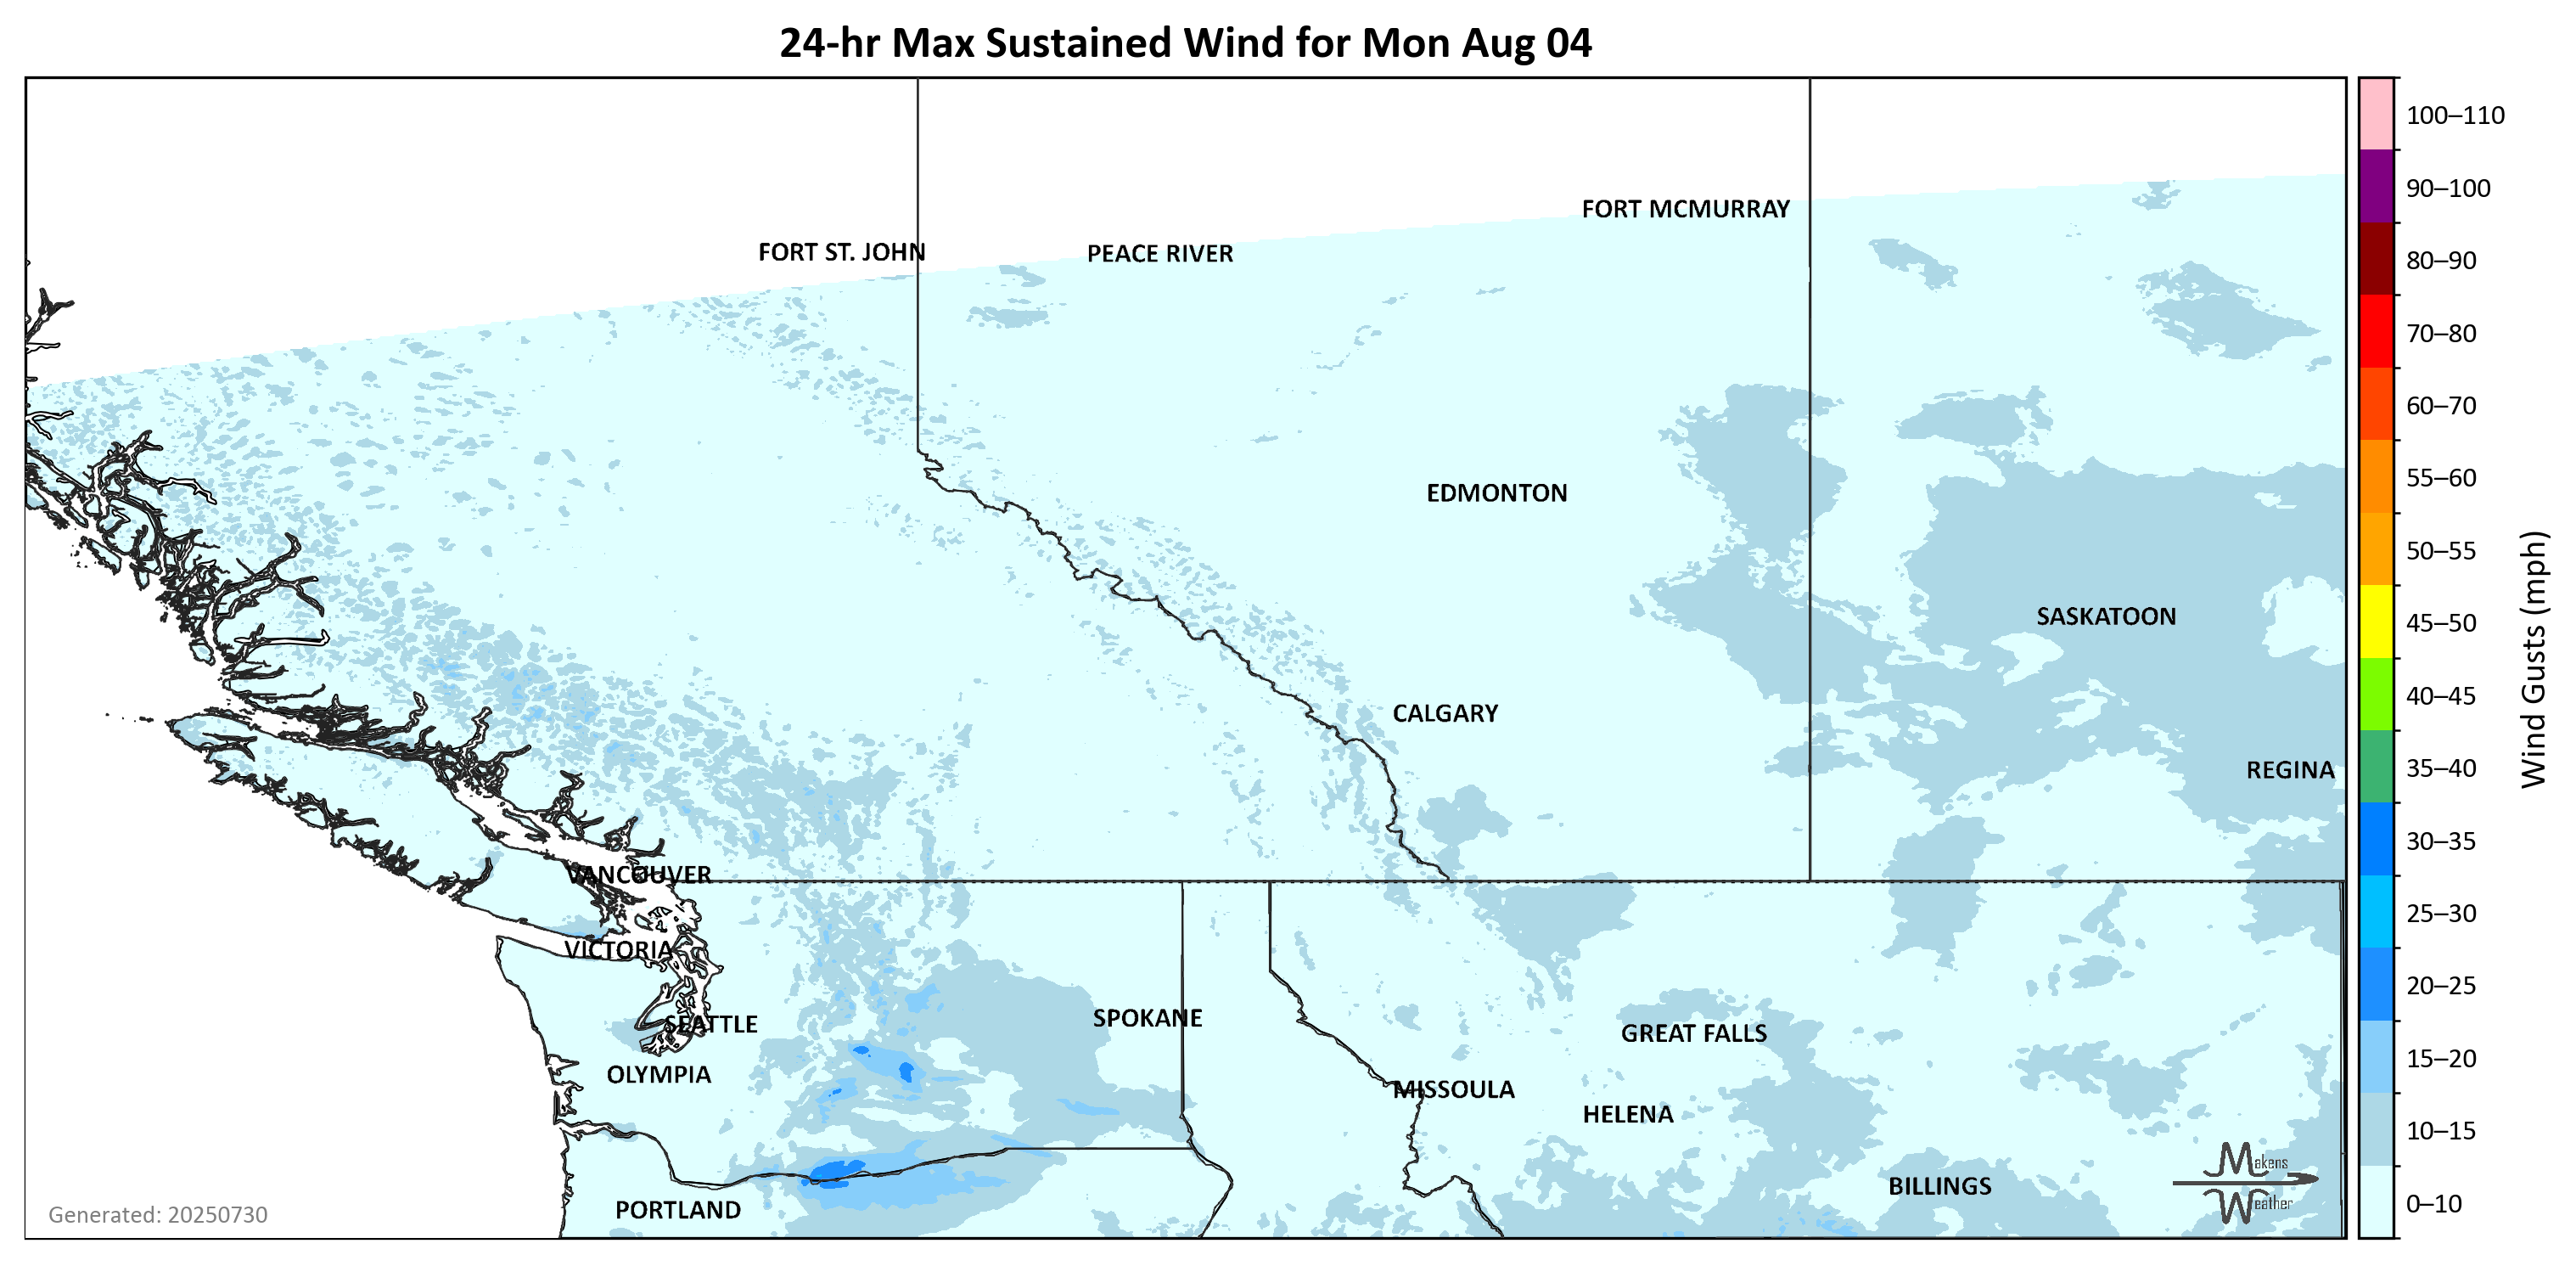 24-hr Max Sustained Wind for Mon Aug 04
FORT MCMURRAY
FORT ST. JOHN
PEACE RIVER
EDMONTON
SASKATOON
CALGARY
REGINA
VANCOUVER
VICTORIA
SEATTLE
SPOKANE
GREAT FALLS
OLYMPIA
MISSOULA
HELENA
BILLINGS
PORTLAND
Makens
Weather
Generated: 20250730
100–110
90–100
80–90
70–80
60–70
55–60
50–55
45–50
40–45
35–40
30–35
25–30
20–25
15–20
10–15
0–10
Wind Gusts (mph)